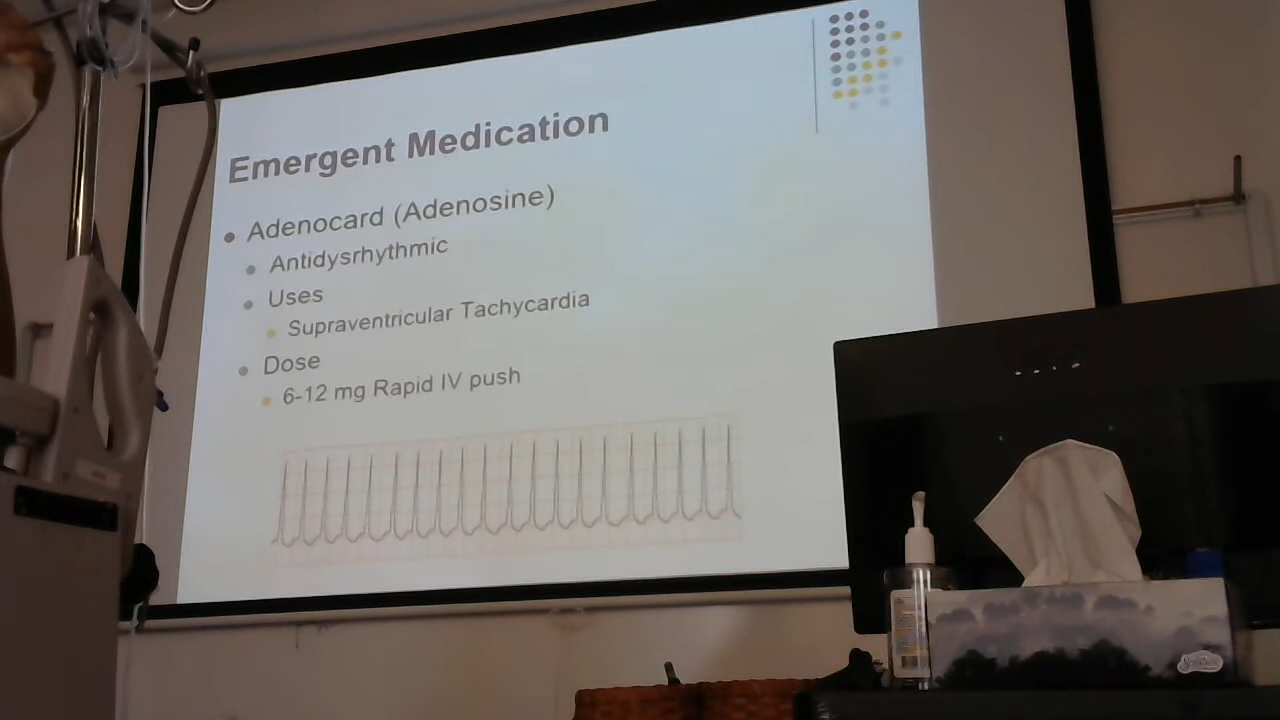 Emergent Medication
Adenocard (Adenosine)
Antidysrhythmic
Uses
Supraventricular Tachycardia
Dose
6-12 mg Rapid IV push